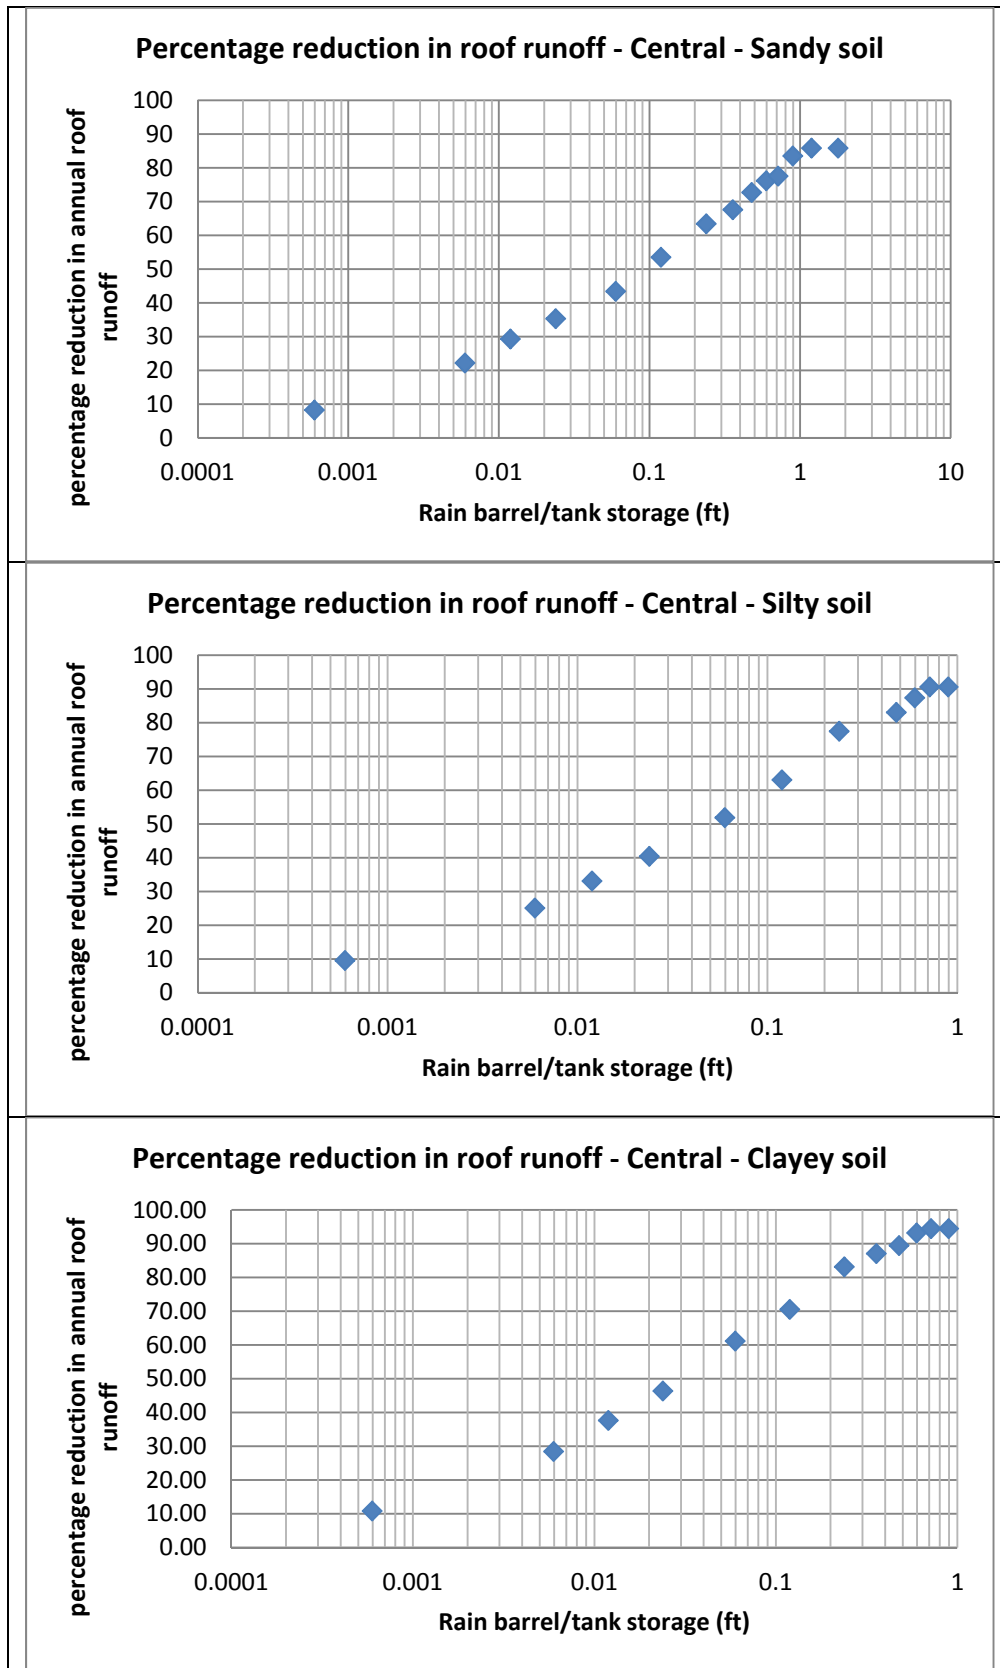 Percentage reduction in roof runoff - Central - Sandy soil
percentage reduction in annual roof
runoff
100
90
80
70
60
50
40
30
20
10
0
0.0001 0.001 0.01 0.1 1 10
Rain barrel/tank storage (ft)
Percentage reduction in roof runoff - Central - Silty soil
percentage reduction in annual roof
runoff
100
90
80
70
60
50
40
30
20
10
0
0.0001 0.001 0.01 0.1 1
Rain barrel/tank storage (ft)
Percentage reduction in roof runoff - Central - Clayey soil
percentage reduction in annual roof
runoff
100.00
90.00
80.00
70.00
60.00
50.00
40.00
30.00
20.00
10.00
0.00
0.0001 0.001 0.01 0.1 1
Rain barrel/tank storage (ft)